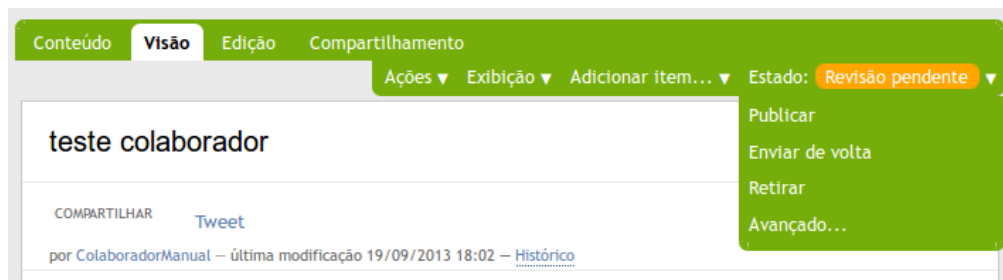 Conteúdo Visão Edição Compartilhamento
Ações ▼ Exibição ▼ Adicionar item... ▼ Estado: Revisão pendente ▼
Publicar
Enviar de volta
Retirar
Avançado...
teste colaborador
COMPARTILHAR Tweet
por ColaboradorManual — última modificação 19/09/2013 18:02 — Histórico